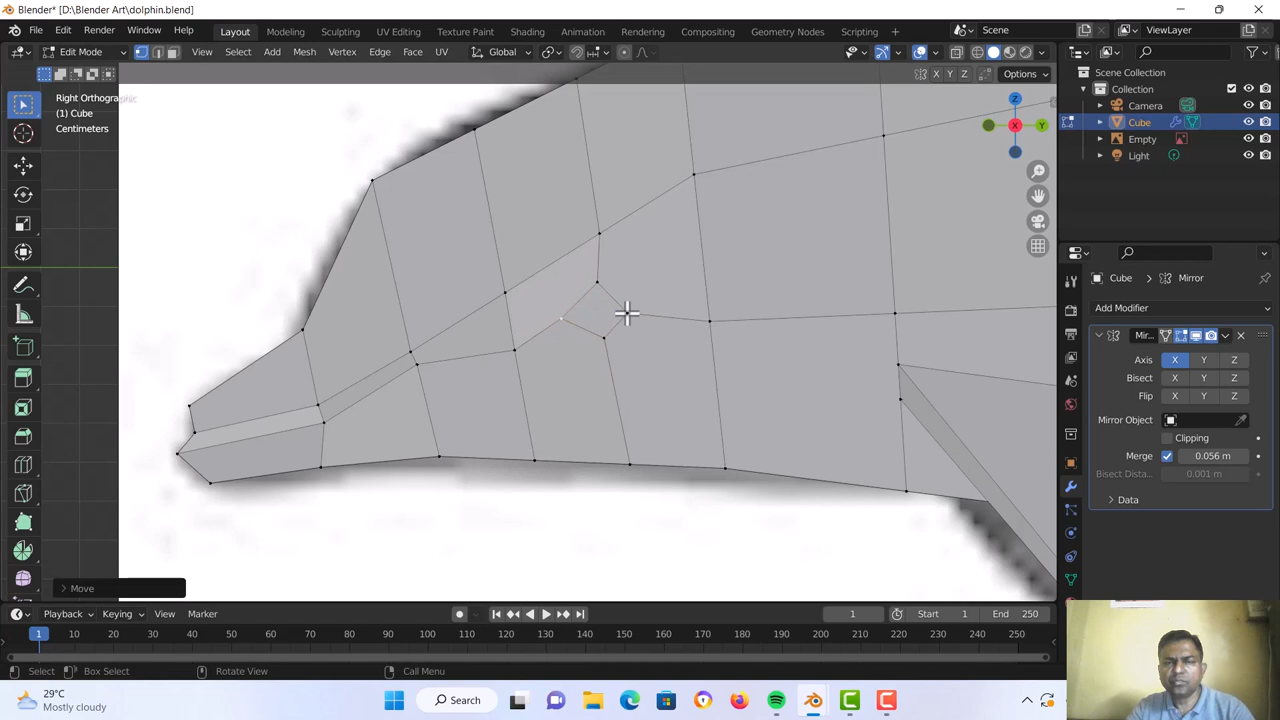 Blender* [D:\Blender Art\dolphin.blend]
File Edit Render Window Help Layout Modeling Sculpting UV Editing Texture Paint Shading Animation Rendering Compositing Geometry Nodes Scripting + Scene ViewLayer
Edit Mode View Select Add Mesh Vertex Edge Face UV Global
X Y Z Options
Right Orthographic
(1) Cube
Centimeters
Z
X
Y
Scene Collection
Collection
Camera
Cube
Empty
Light
Cube Mirror
Add Modifier
Mir...
Axis X Y Z
Bisect X Y Z
Flip X Y Z
Mirror Object
Clipping
Merge 0.056 m
Bisect Dista... 0.001 m
Data
Move
Playback Keying View Marker 1 Start 1 End 250
1 10 20 30 40 50 60 70 80 90 100 110 120 130 140 150 160 170 180 190 200 210 220 230 240 250
Select Box Select Rotate View Call Menu
29°C
Mostly cloudy
Search